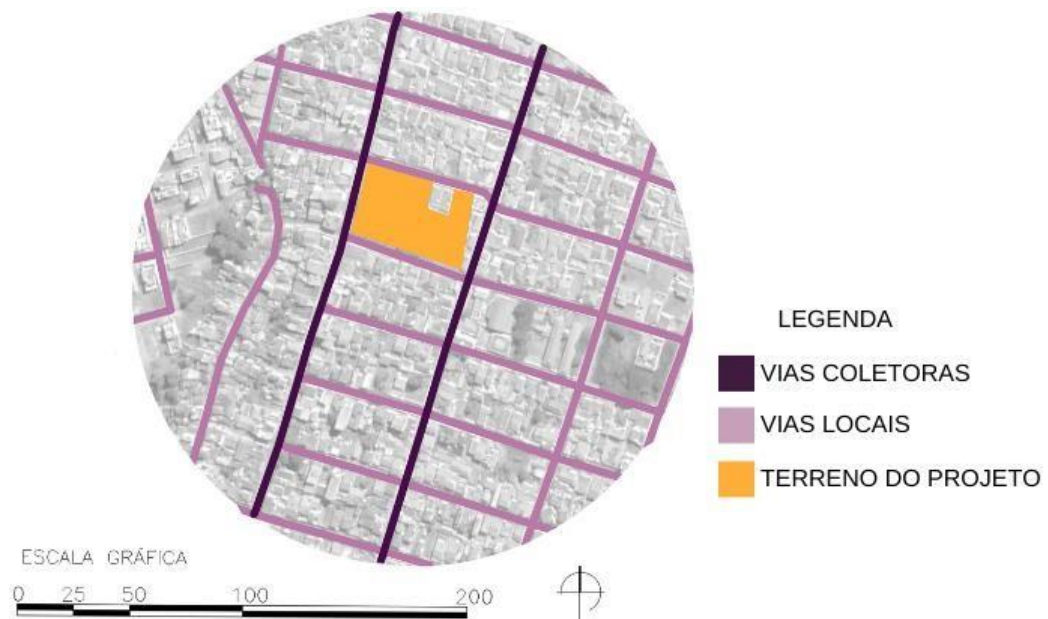 LEGENDA
VIAS COLETORAS
VIAS LOCAIS
TERRENO DO PROJETO
ESCALA GRÁFICA
0 25 50 100 200